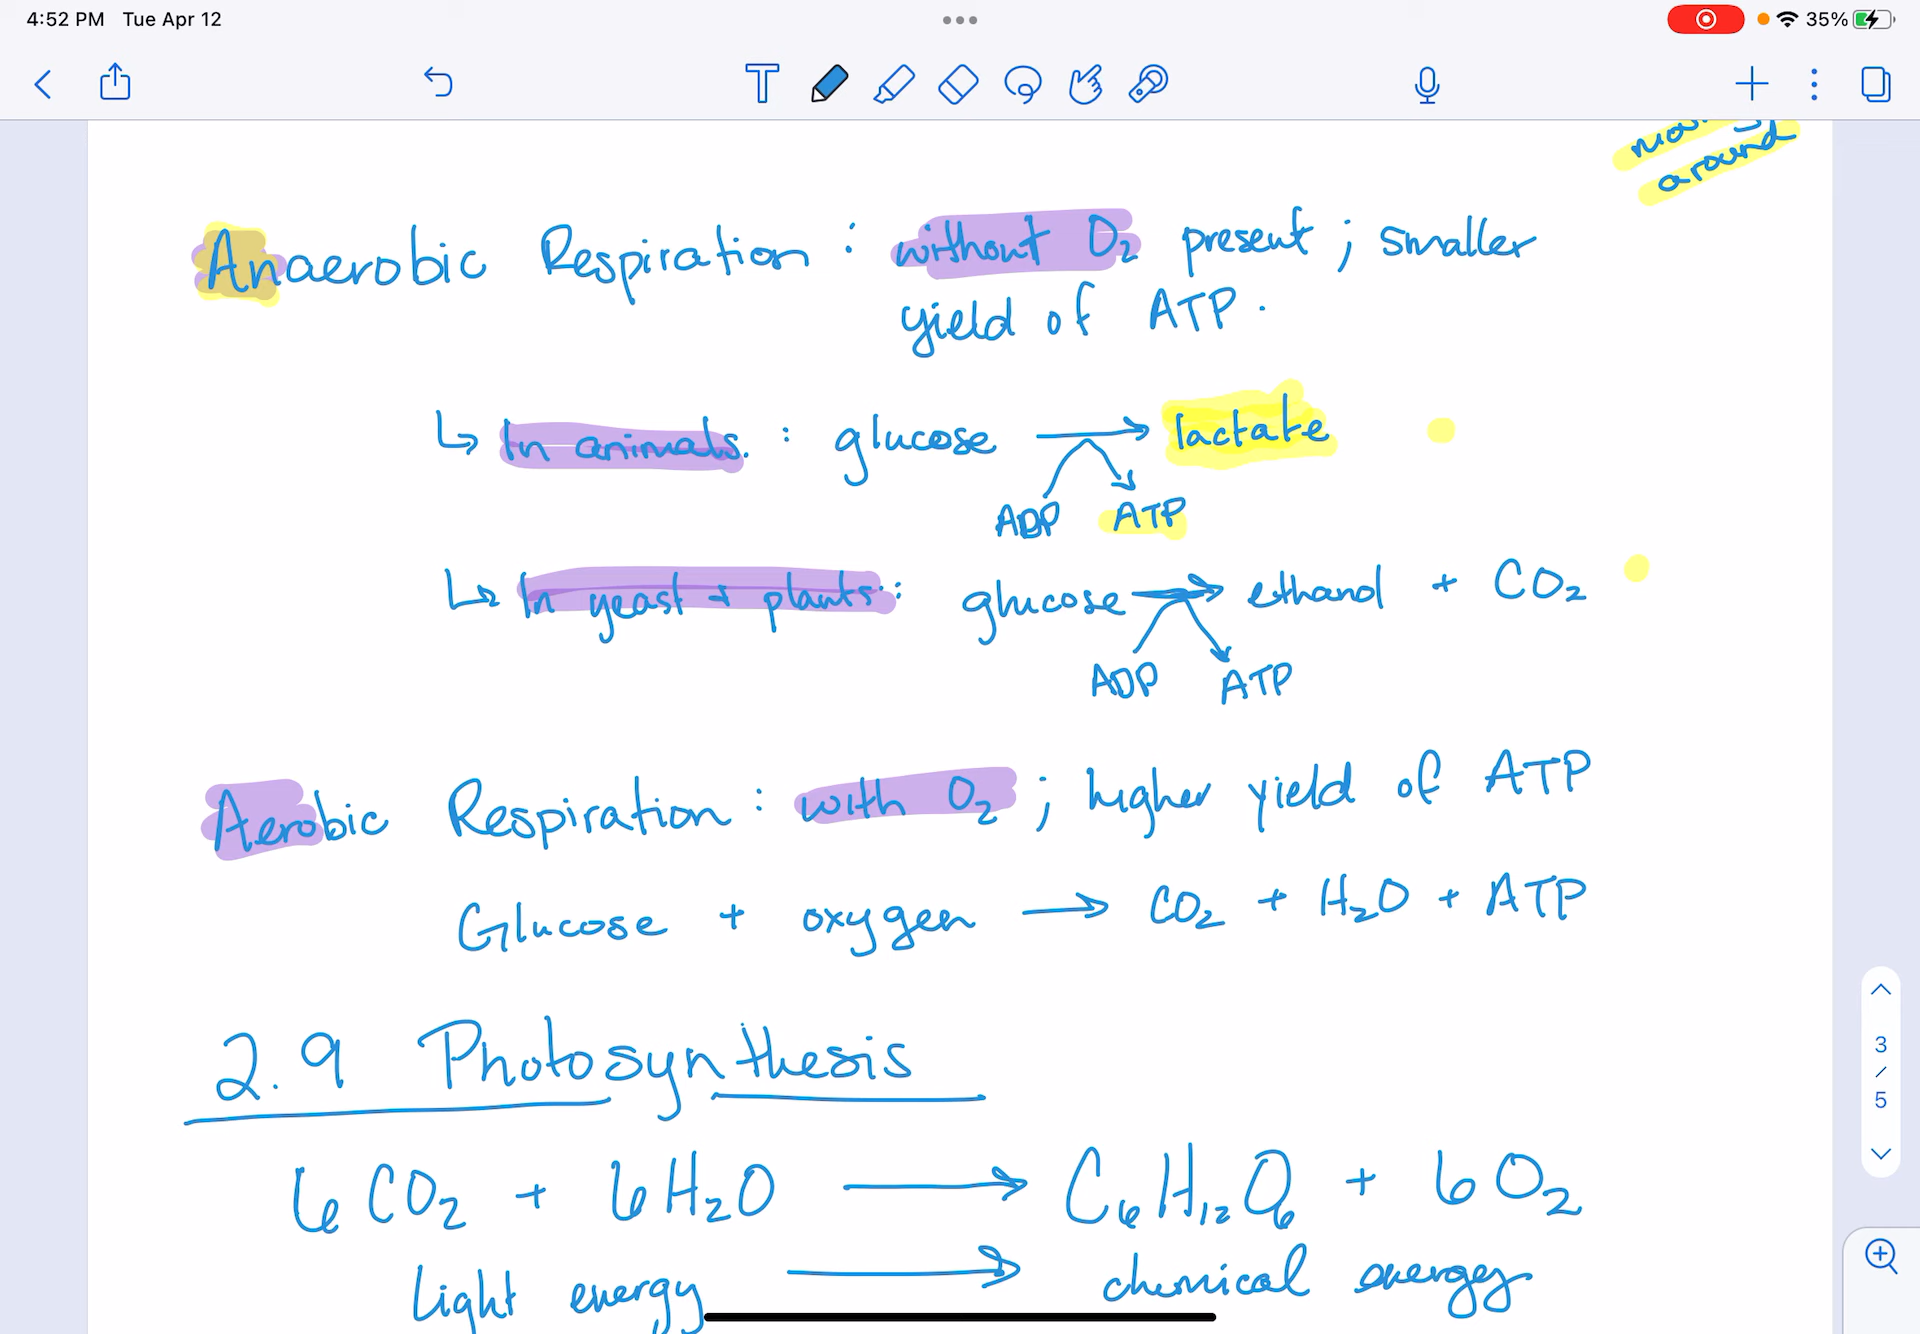 4:52 PM Tue Apr 12
35%
around
Anaerobic Respiration : without O₂ present ; smaller
yield of ATP.
↳ In animals. : glucose → lactate
ADP ATP
↳ In yeast + plants : glucose → ethanol + CO₂
ADP ATP
Aerobic Respiration : with O₂ ; higher yield of ATP
Glucose + oxygen → CO₂ + H₂O + ATP
2.9 Photosynthesis
6 CO₂ + 6 H₂O → C₆H₁₂O₆ + 6 O₂
Light energy → chemical energy
3
/
5